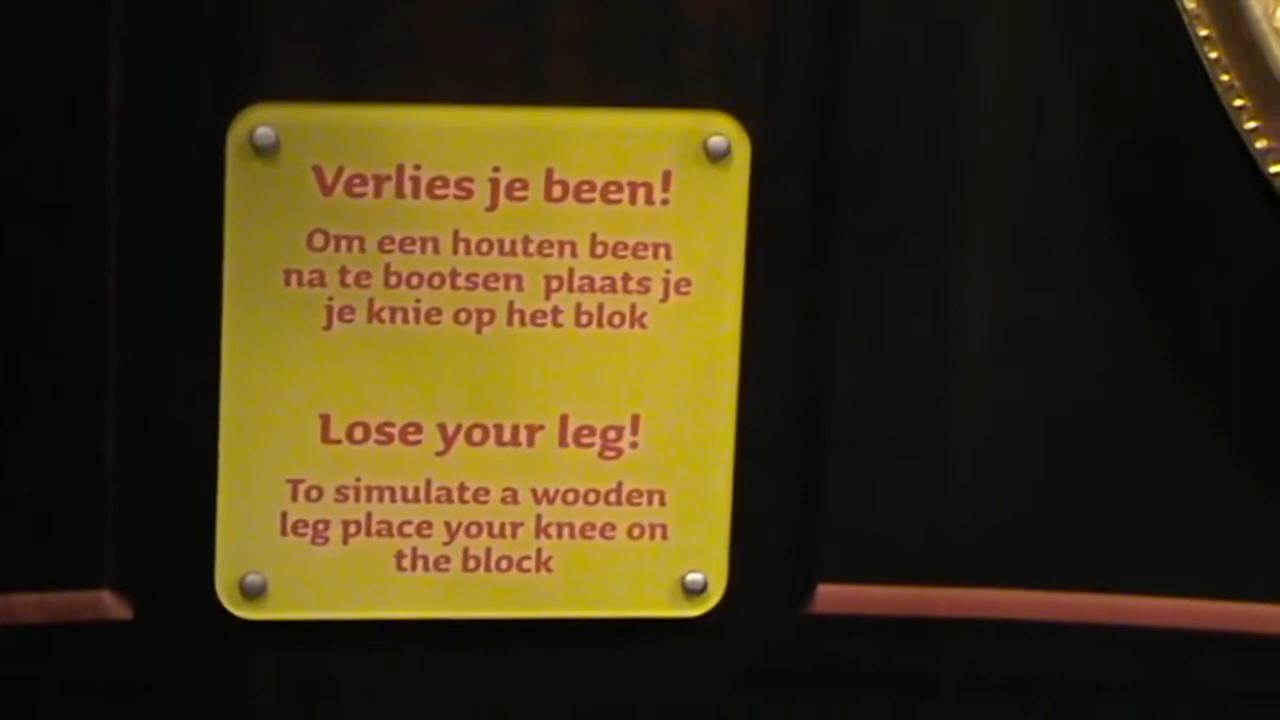 Verlies je been!
Om een houten been
na te bootsen plaats je
je knie op het blok
Lose your leg!
To simulate a wooden
leg place your knee on
the block